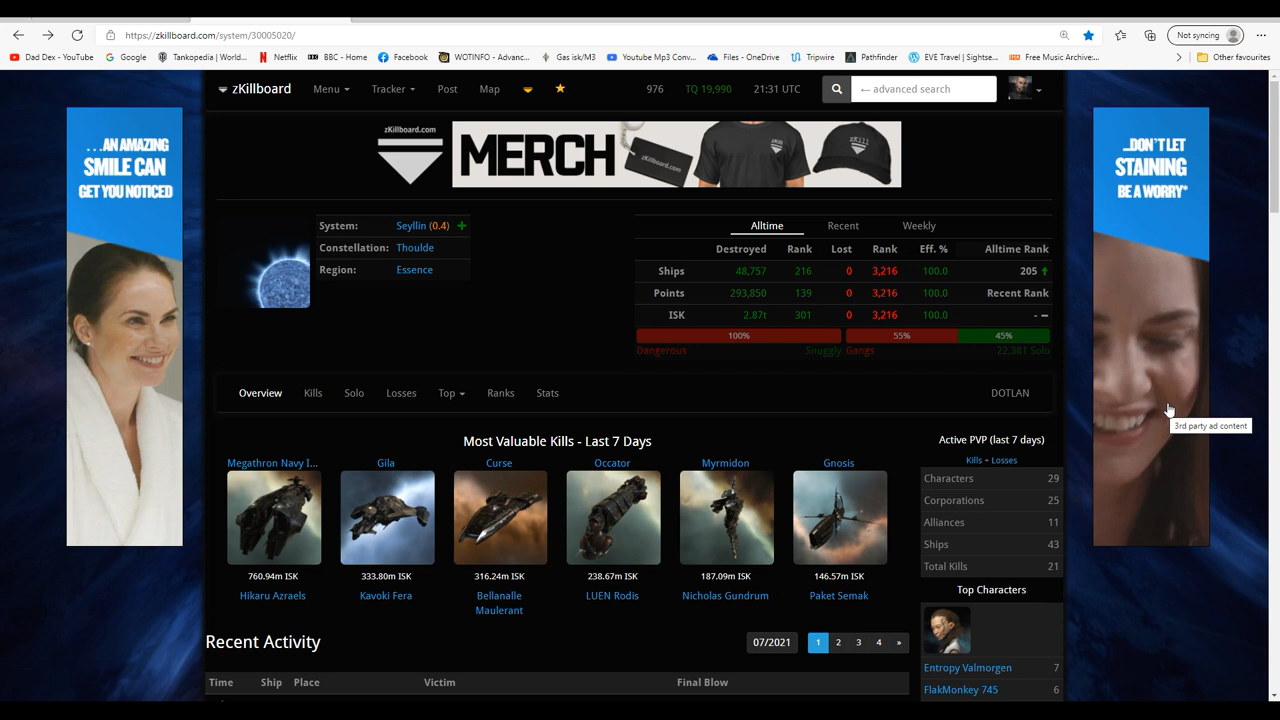 https://zkillboard.com/system/30005020/
Not syncing
Dad Dex - YouTube
Google
Tankopedia | World...
Netflix
BBC - Home
Facebook
WOTINFO - Advanc...
Gas isk/M3
Youtube Mp3 Conv...
Files - OneDrive
Tripwire
Pathfinder
EVE Travel | Sightse...
Free Music Archive:...
Other favourites
zKillboard
Menu
Tracker
Post
Map
976
TQ 19,990
21:31 UTC
← advanced search
...AN AMAZING
SMILE CAN
GET YOU NOTICED
zKillboard.com
MERCH
zKillboard.com
zKill
...DON'T LET
STAINING
BE A WORRY*
System: Seyllin (0.4) +
Constellation: Thoulde
Region: Essence
Alltime Recent Weekly
Destroyed Rank Lost Rank Eff. % Alltime Rank
Ships 48,757 216 0 3,216 100.0 205
Points 293,850 139 0 3,216 100.0 Recent Rank
ISK 2.87t 301 0 3,216 100.0 - −
100% 55% 45%
Dangerous Snuggly Gangs 22,381 Solo
Overview Kills Solo Losses Top Ranks Stats DOTLAN
3rd party ad content
Most Valuable Kills - Last 7 Days
Megathron Navy I... Gila Curse Occator Myrmidon Gnosis
760.94m ISK 333.80m ISK 316.24m ISK 238.67m ISK 187.09m ISK 146.57m ISK
Hikaru Azraels Kavoki Fera Bellanalle Maulerant LUEN Rodis Nicholas Gundrum Paket Semak
Active PVP (last 7 days)
Kills + Losses
Characters 29
Corporations 25
Alliances 11
Ships 43
Total Kills 21
Top Characters
Entropy Valmorgen 7
FlakMonkey 745 6
Recent Activity
07/2021 1 2 3 4 »
Time Ship Place Victim Final Blow